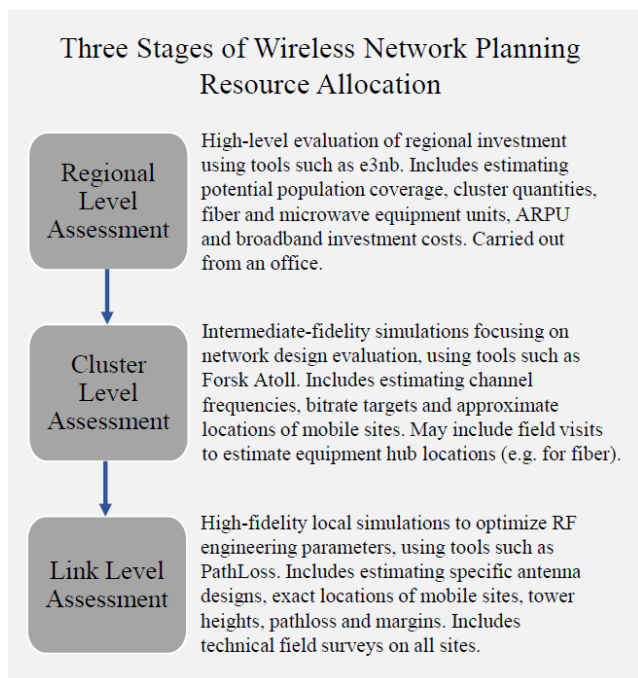 Three Stages of Wireless Network Planning
Resource Allocation
Regional
Level
Assessment
High-level evaluation of regional investment
using tools such as e3nb. Includes estimating
potential population coverage, cluster quantities,
fiber and microwave equipment units, ARPU
and broadband investment costs. Carried out
from an office.
Cluster
Level
Assessment
Intermediate-fidelity simulations focusing on
network design evaluation, using tools such as
Forsk Atoll. Includes estimating channel
frequencies, bitrate targets and approximate
locations of mobile sites. May include field visits
to estimate equipment hub locations (e.g. for fiber).
Link Level
Assessment
High-fidelity local simulations to optimize RF
engineering parameters, using tools such as
PathLoss. Includes estimating specific antenna
designs, exact locations of mobile sites, tower
heights, pathloss and margins. Includes
technical field surveys on all sites.